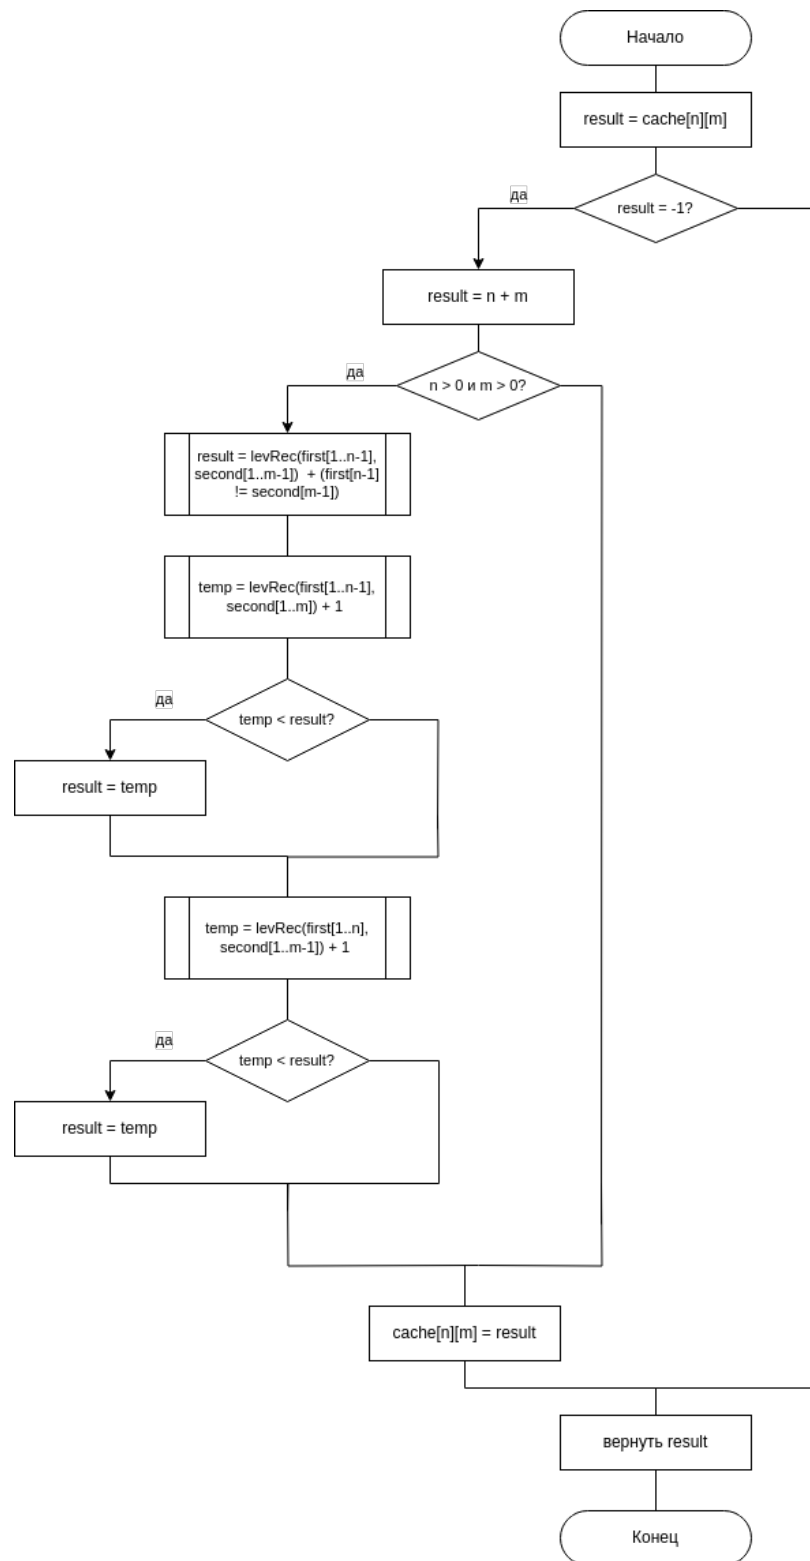 Начало
result = cache[n][m]
да
result = -1?
result = n + m
да
n > 0 и m > 0?
result = levRec(first[1..n-1],
second[1..m-1]) + (first[n-1]
!= second[m-1])
temp = levRec(first[1..n-1],
second[1..m]) + 1
да
temp < result?
result = temp
temp = levRec(first[1..n],
second[1..m-1]) + 1
да
temp < result?
result = temp
cache[n][m] = result
вернуть result
Конец